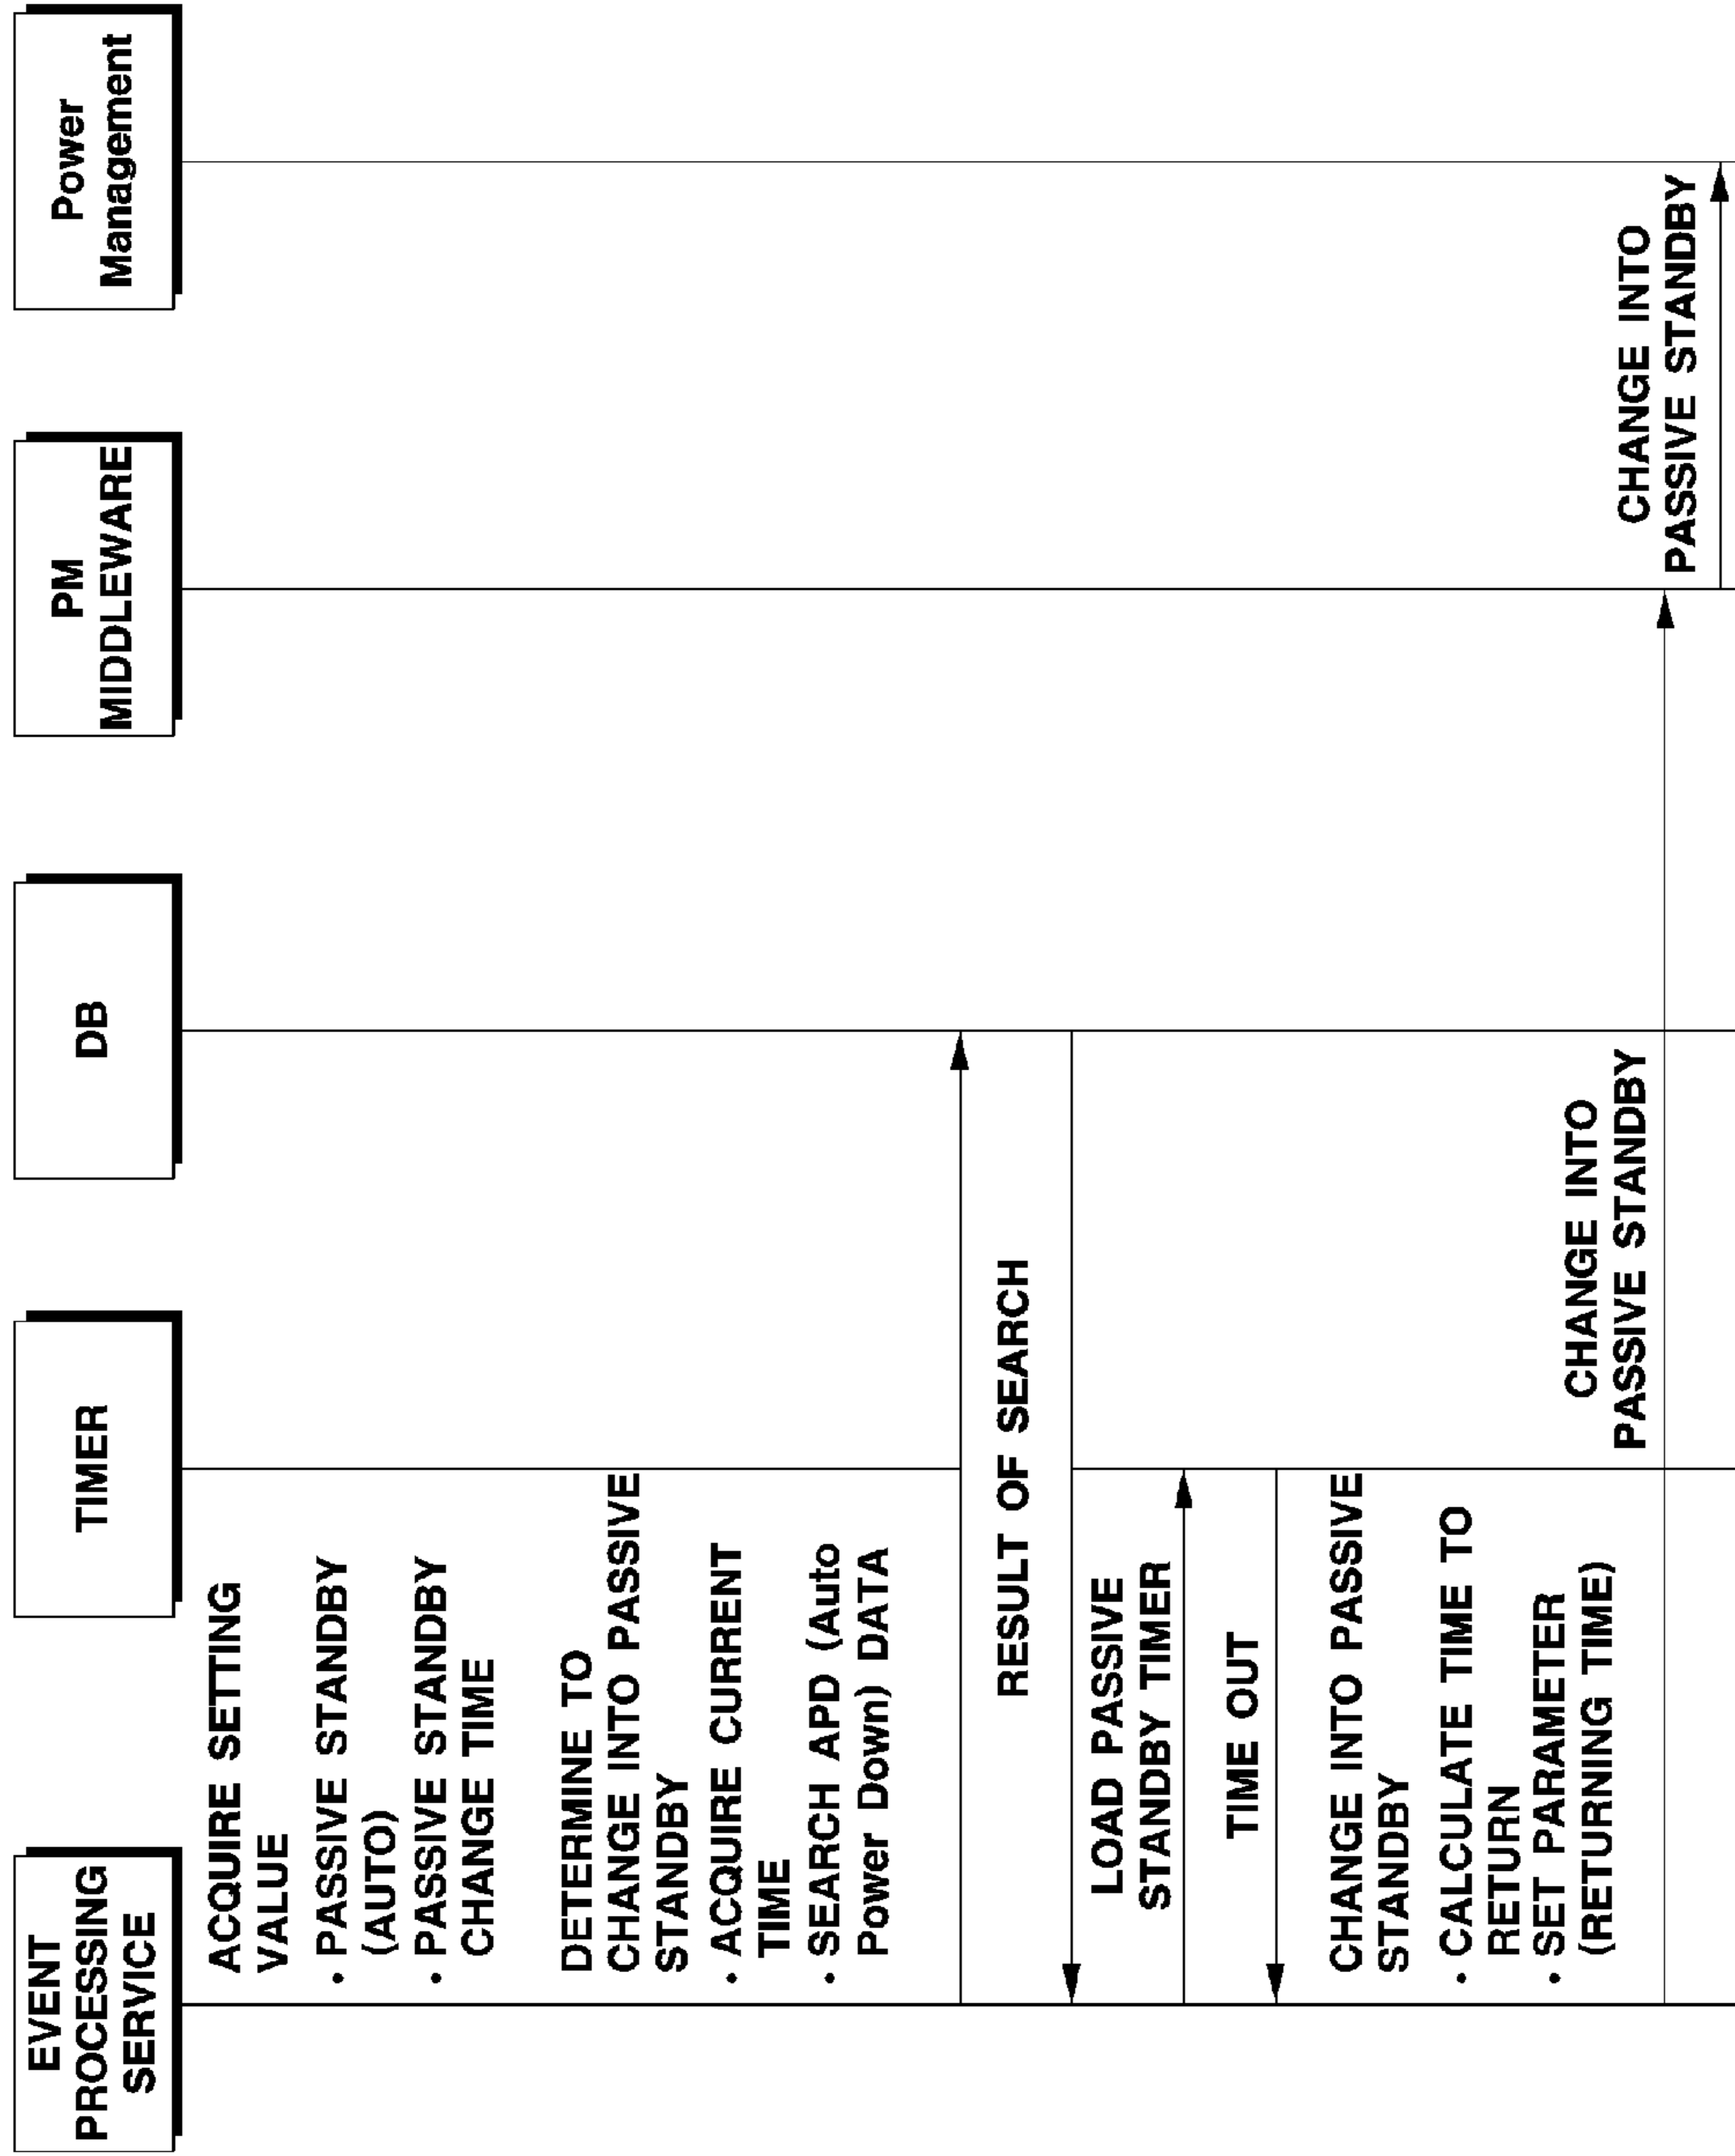 EVENT
PROCESSING
SERVICE
TIMER
DB
PM
MIDDLEWARE
Power
Management
ACQUIRE SETTING
VALUE
• PASSIVE STANDBY
(AUTO)
• PASSIVE STANDBY
CHANGE TIME
DETERMINE TO
CHANGE INTO PASSIVE
STANDBY
• ACQUIRE CURRENT
TIME
• SEARCH APD (Auto
Power Down) DATA
RESULT OF SEARCH
LOAD PASSIVE
STANDBY TIMER
TIME OUT
CHANGE INTO PASSIVE
STANDBY
• CALCULATE TIME TO
RETURN
• SET PARAMETER
(RETURNING TIME)
CHANGE INTO
PASSIVE STANDBY
CHANGE INTO
PASSIVE STANDBY